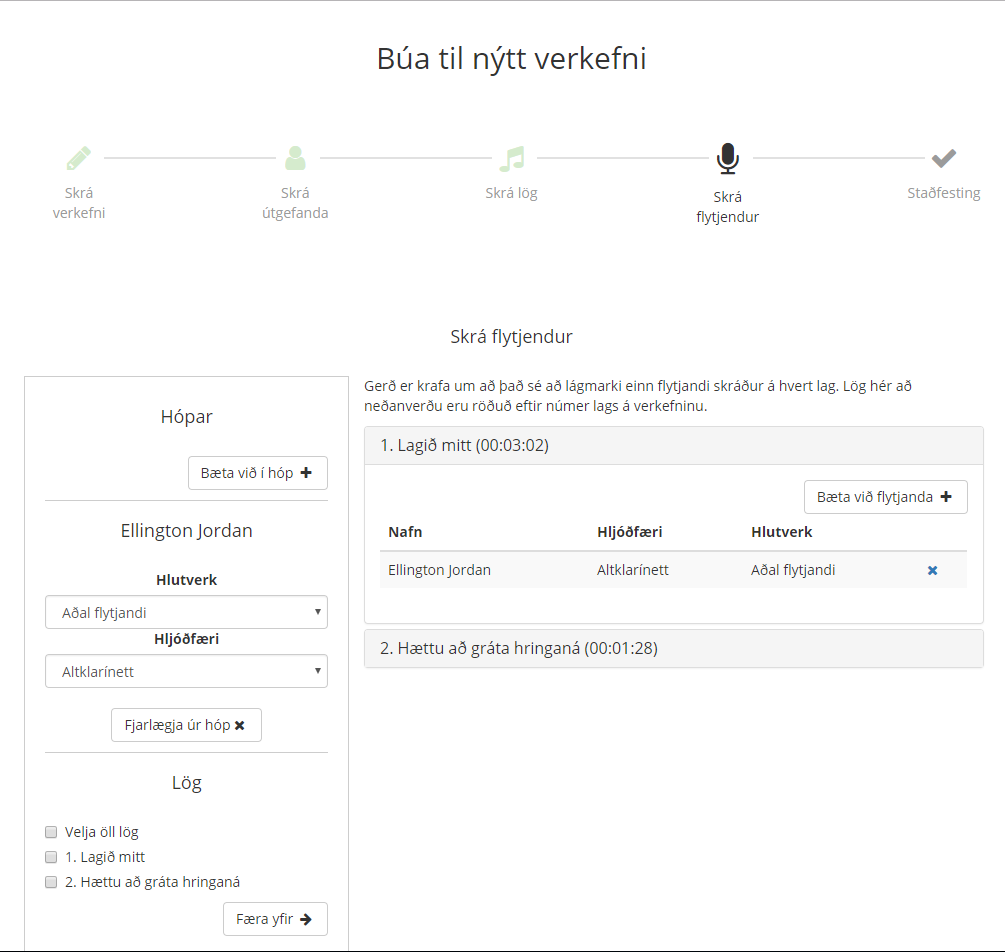 Búa til nýtt verkefni
Skrá
verkefni
Skrá
útgefanda
Skrá lög
Skrá
flytjendur
Staðfesting
Skrá flytjendur
Hópar
Bæta við í hóp
Ellington Jordan
Hlutverk
Aðal flytjandi
Hljóðfæri
Altklarínett
Fjarlægja úr hóp
Lög
Velja öll lög
1. Lagið mitt
2. Hættu að gráta hringaná
Færa yfir
Gerð er krafa um að það sé að lágmarki einn flytjandi skráður á hvert lag. Lög hér að
neðanverðu eru röðuð eftir númer lags á verkefninu.
1. Lagið mitt (00:03:02)
Bæta við flytjanda
Nafn Hljóðfæri Hlutverk
Ellington Jordan Altklarínett Aðal flytjandi
2. Hættu að gráta hringaná (00:01:28)